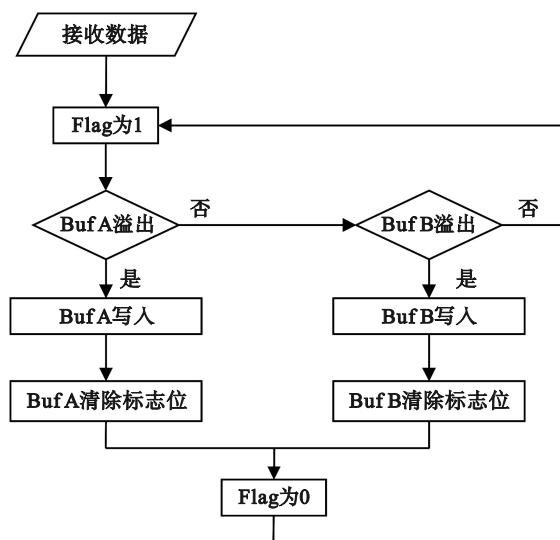 接收数据
Flag为1
Buf A溢出
否
Buf B溢出
否
是
是
Buf A写入
Buf B写入
Buf A清除标志位
Buf B清除标志位
Flag为0